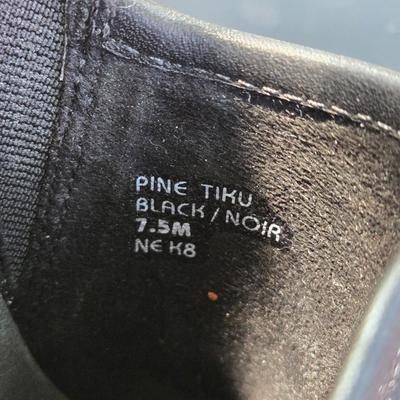 PINE TIKU
BLACK/NOIR
7.5M
NE K8